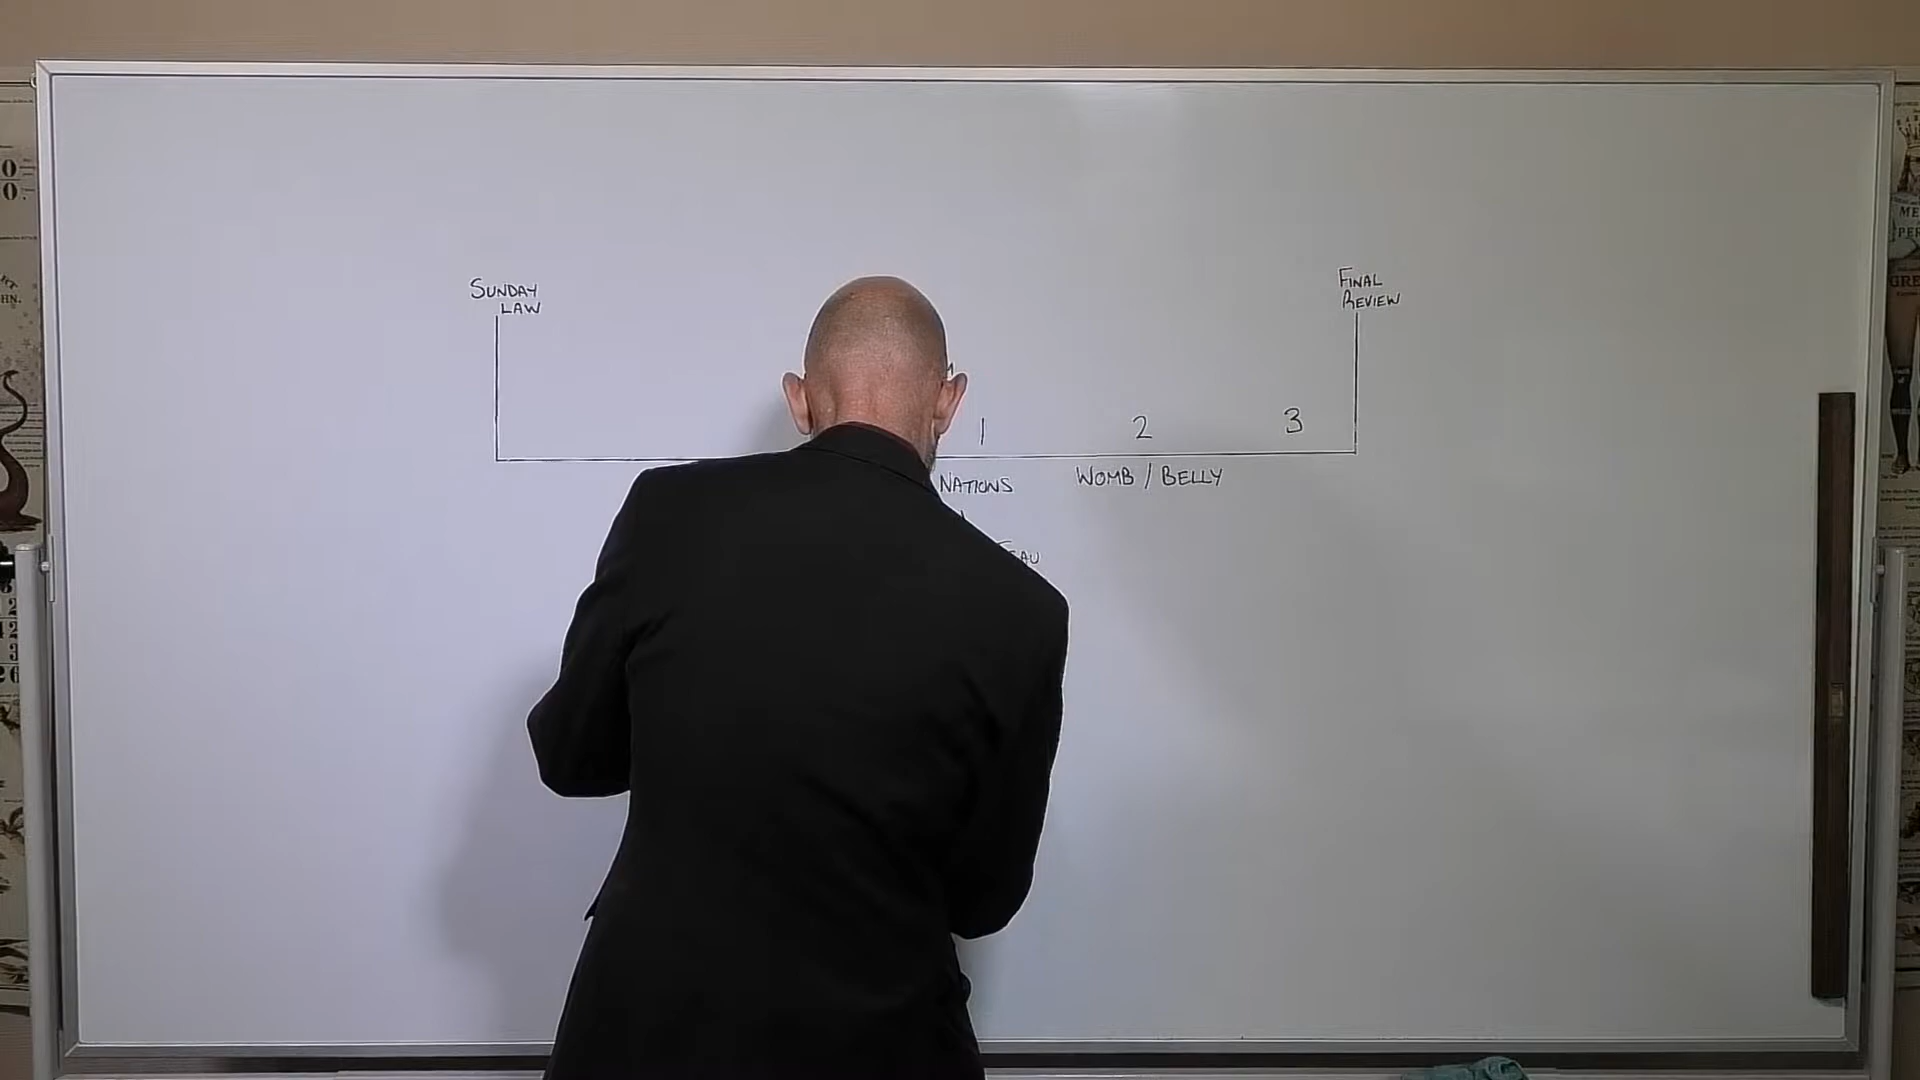 SUNDAY
LAW
FINAL
REVIEW
1 2 3
NATIONS WOMB / BELLY